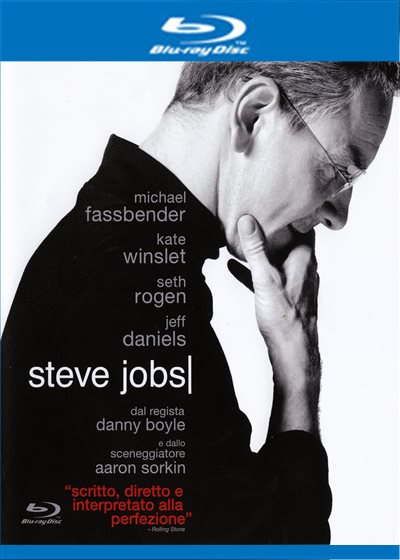 Blu-ray Disc
michael
fassbender
kate
winslet
seth
rogen
jeff
daniels
steve jobs|
dal regista
danny boyle
e dallo
sceneggiatore
aaron sorkin
Blu-ray Disc
"scritto, diretto e
interpretato alla
perfezione"
– Rolling Stone